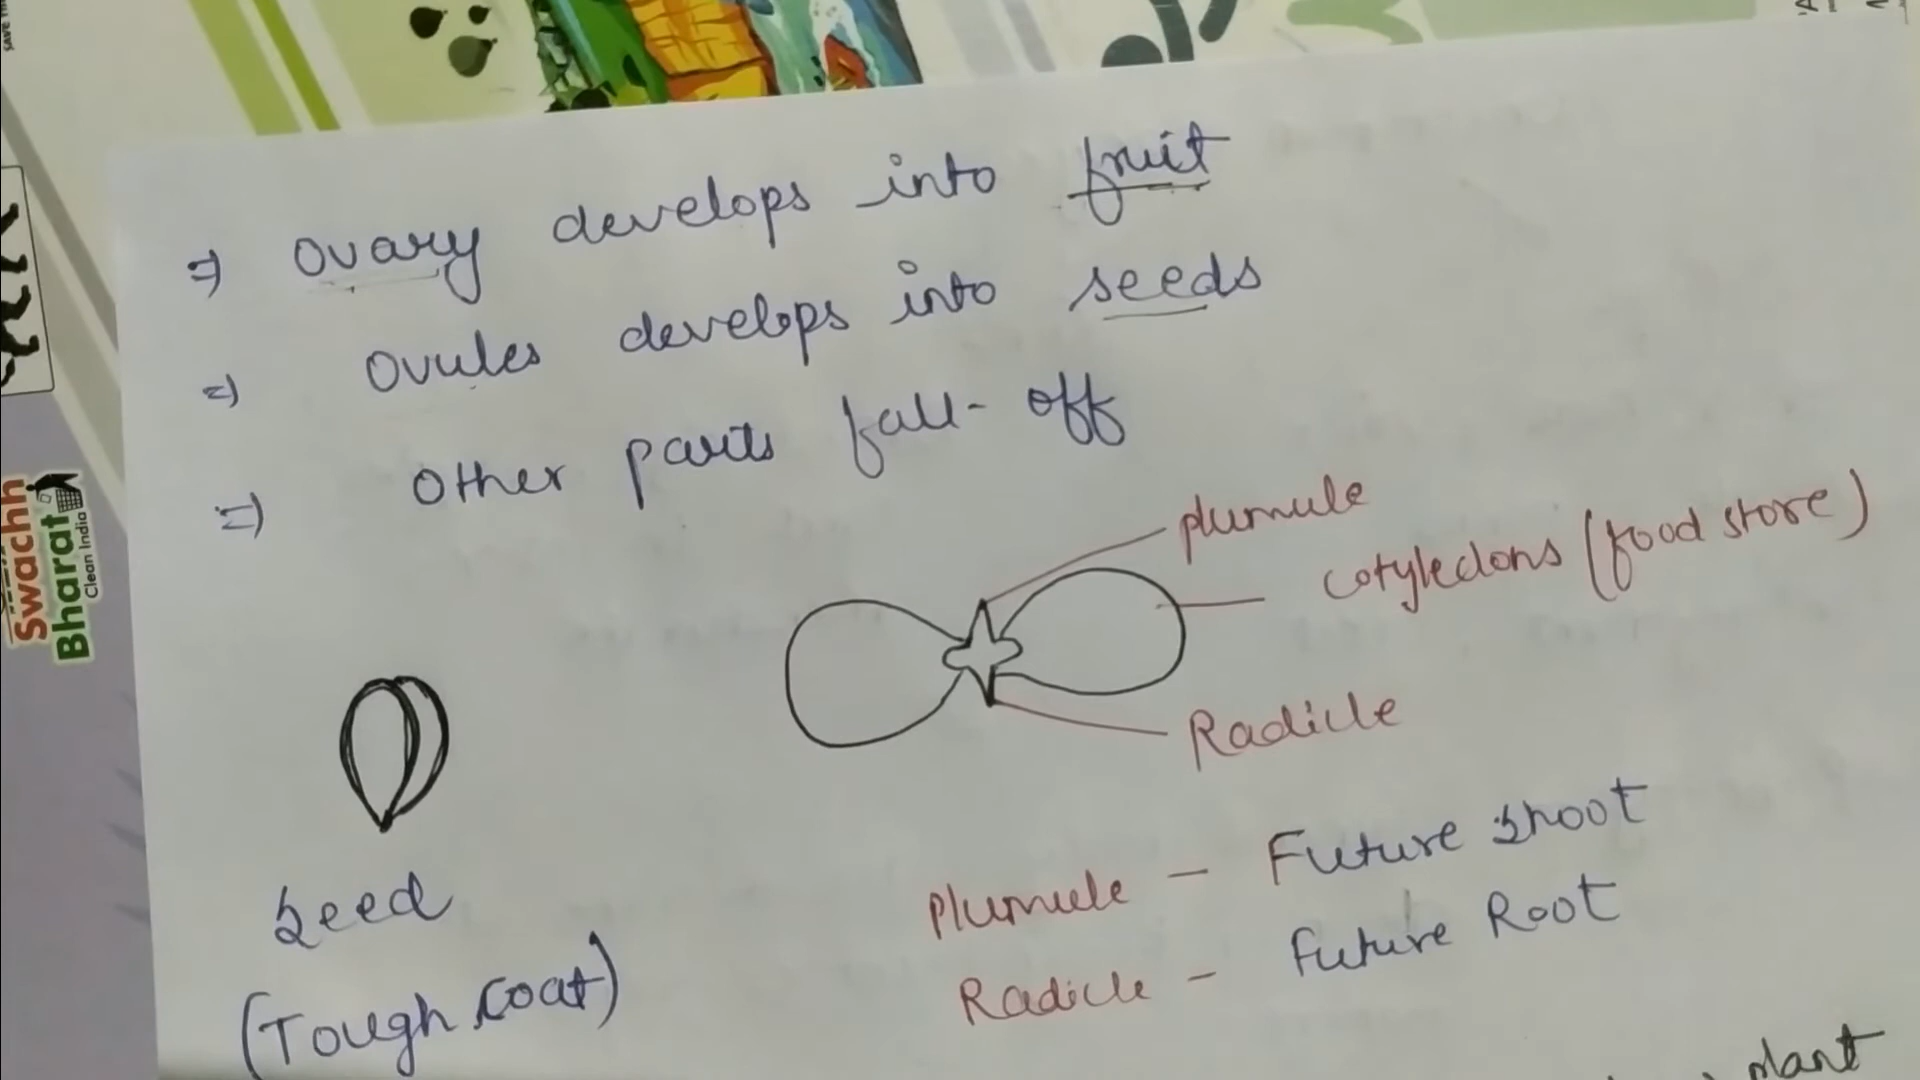 ⇒ Ovary develops into fruit
⇒ Ovules develops into seeds
⇒ Other parts fall-off
plumule
cotyledons (food store)
Radicle
Seed
(Tough coat)
Plumule - Future shoot
Radicle - Future Root
plant
Swachh
Bharat
Clean India